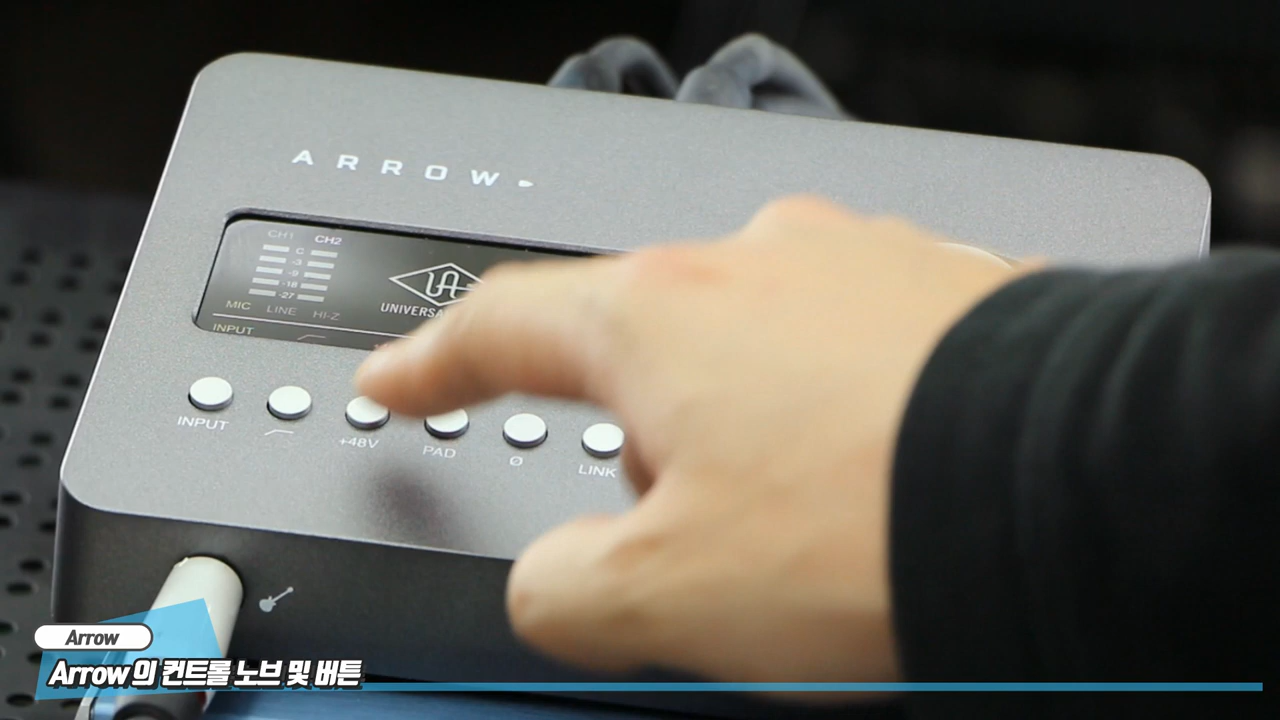 ARROW
CH1 CH2
C
-3
-9
-18
-27
MIC LINE HI-Z
INPUT
UA
UNIVERSA
INPUT
+48V
PAD
Ø
LINK
Arrow
Arrow의 컨트롤 노브 및 버튼